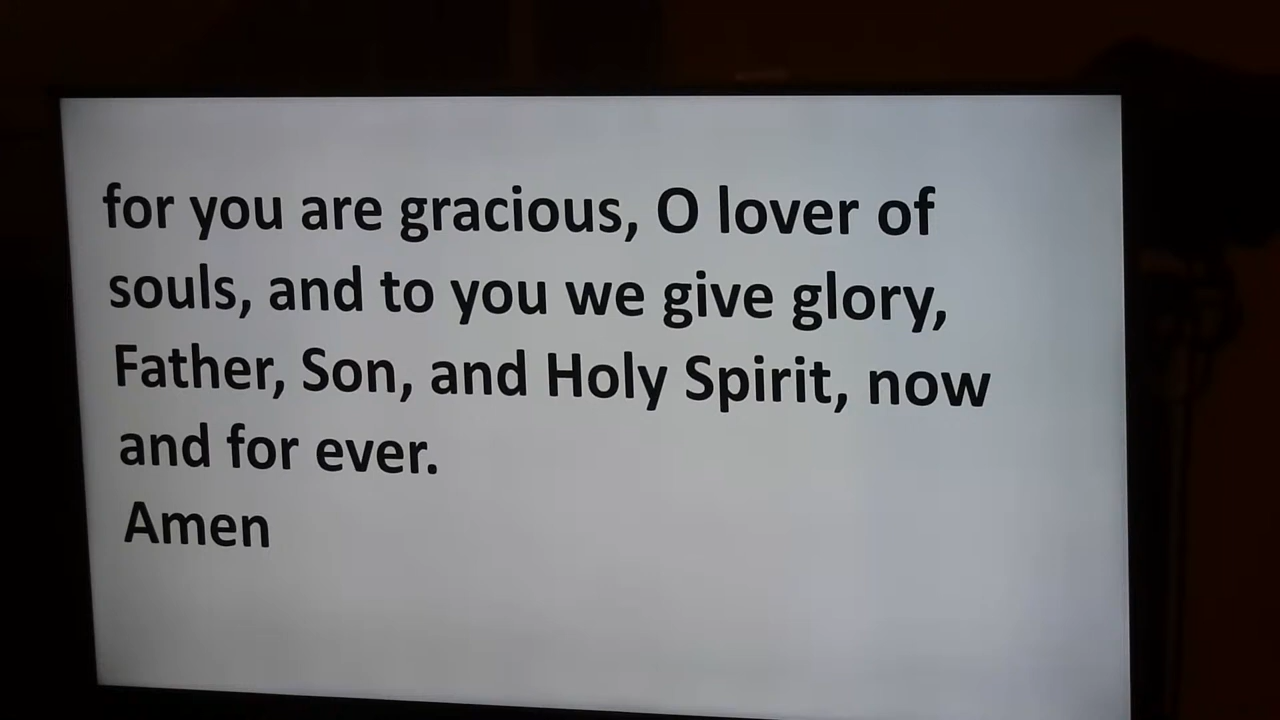 for you are gracious, O lover of
souls, and to you we give glory,
Father, Son, and Holy Spirit, now
and for ever.
Amen